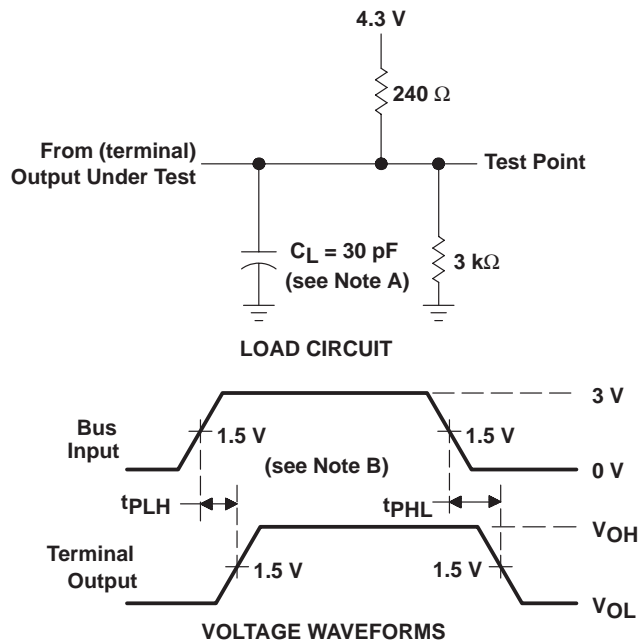 4.3 V
240 Ω
From (terminal)
Output Under Test
Test Point
C_L = 30 pF
(see Note A)
3 kΩ
LOAD CIRCUIT
3 V
Bus
Input
1.5 V
1.5 V
(see Note B)
0 V
t_PLH
t_PHL
V_OH
Terminal
Output
1.5 V
1.5 V
V_OL
VOLTAGE WAVEFORMS